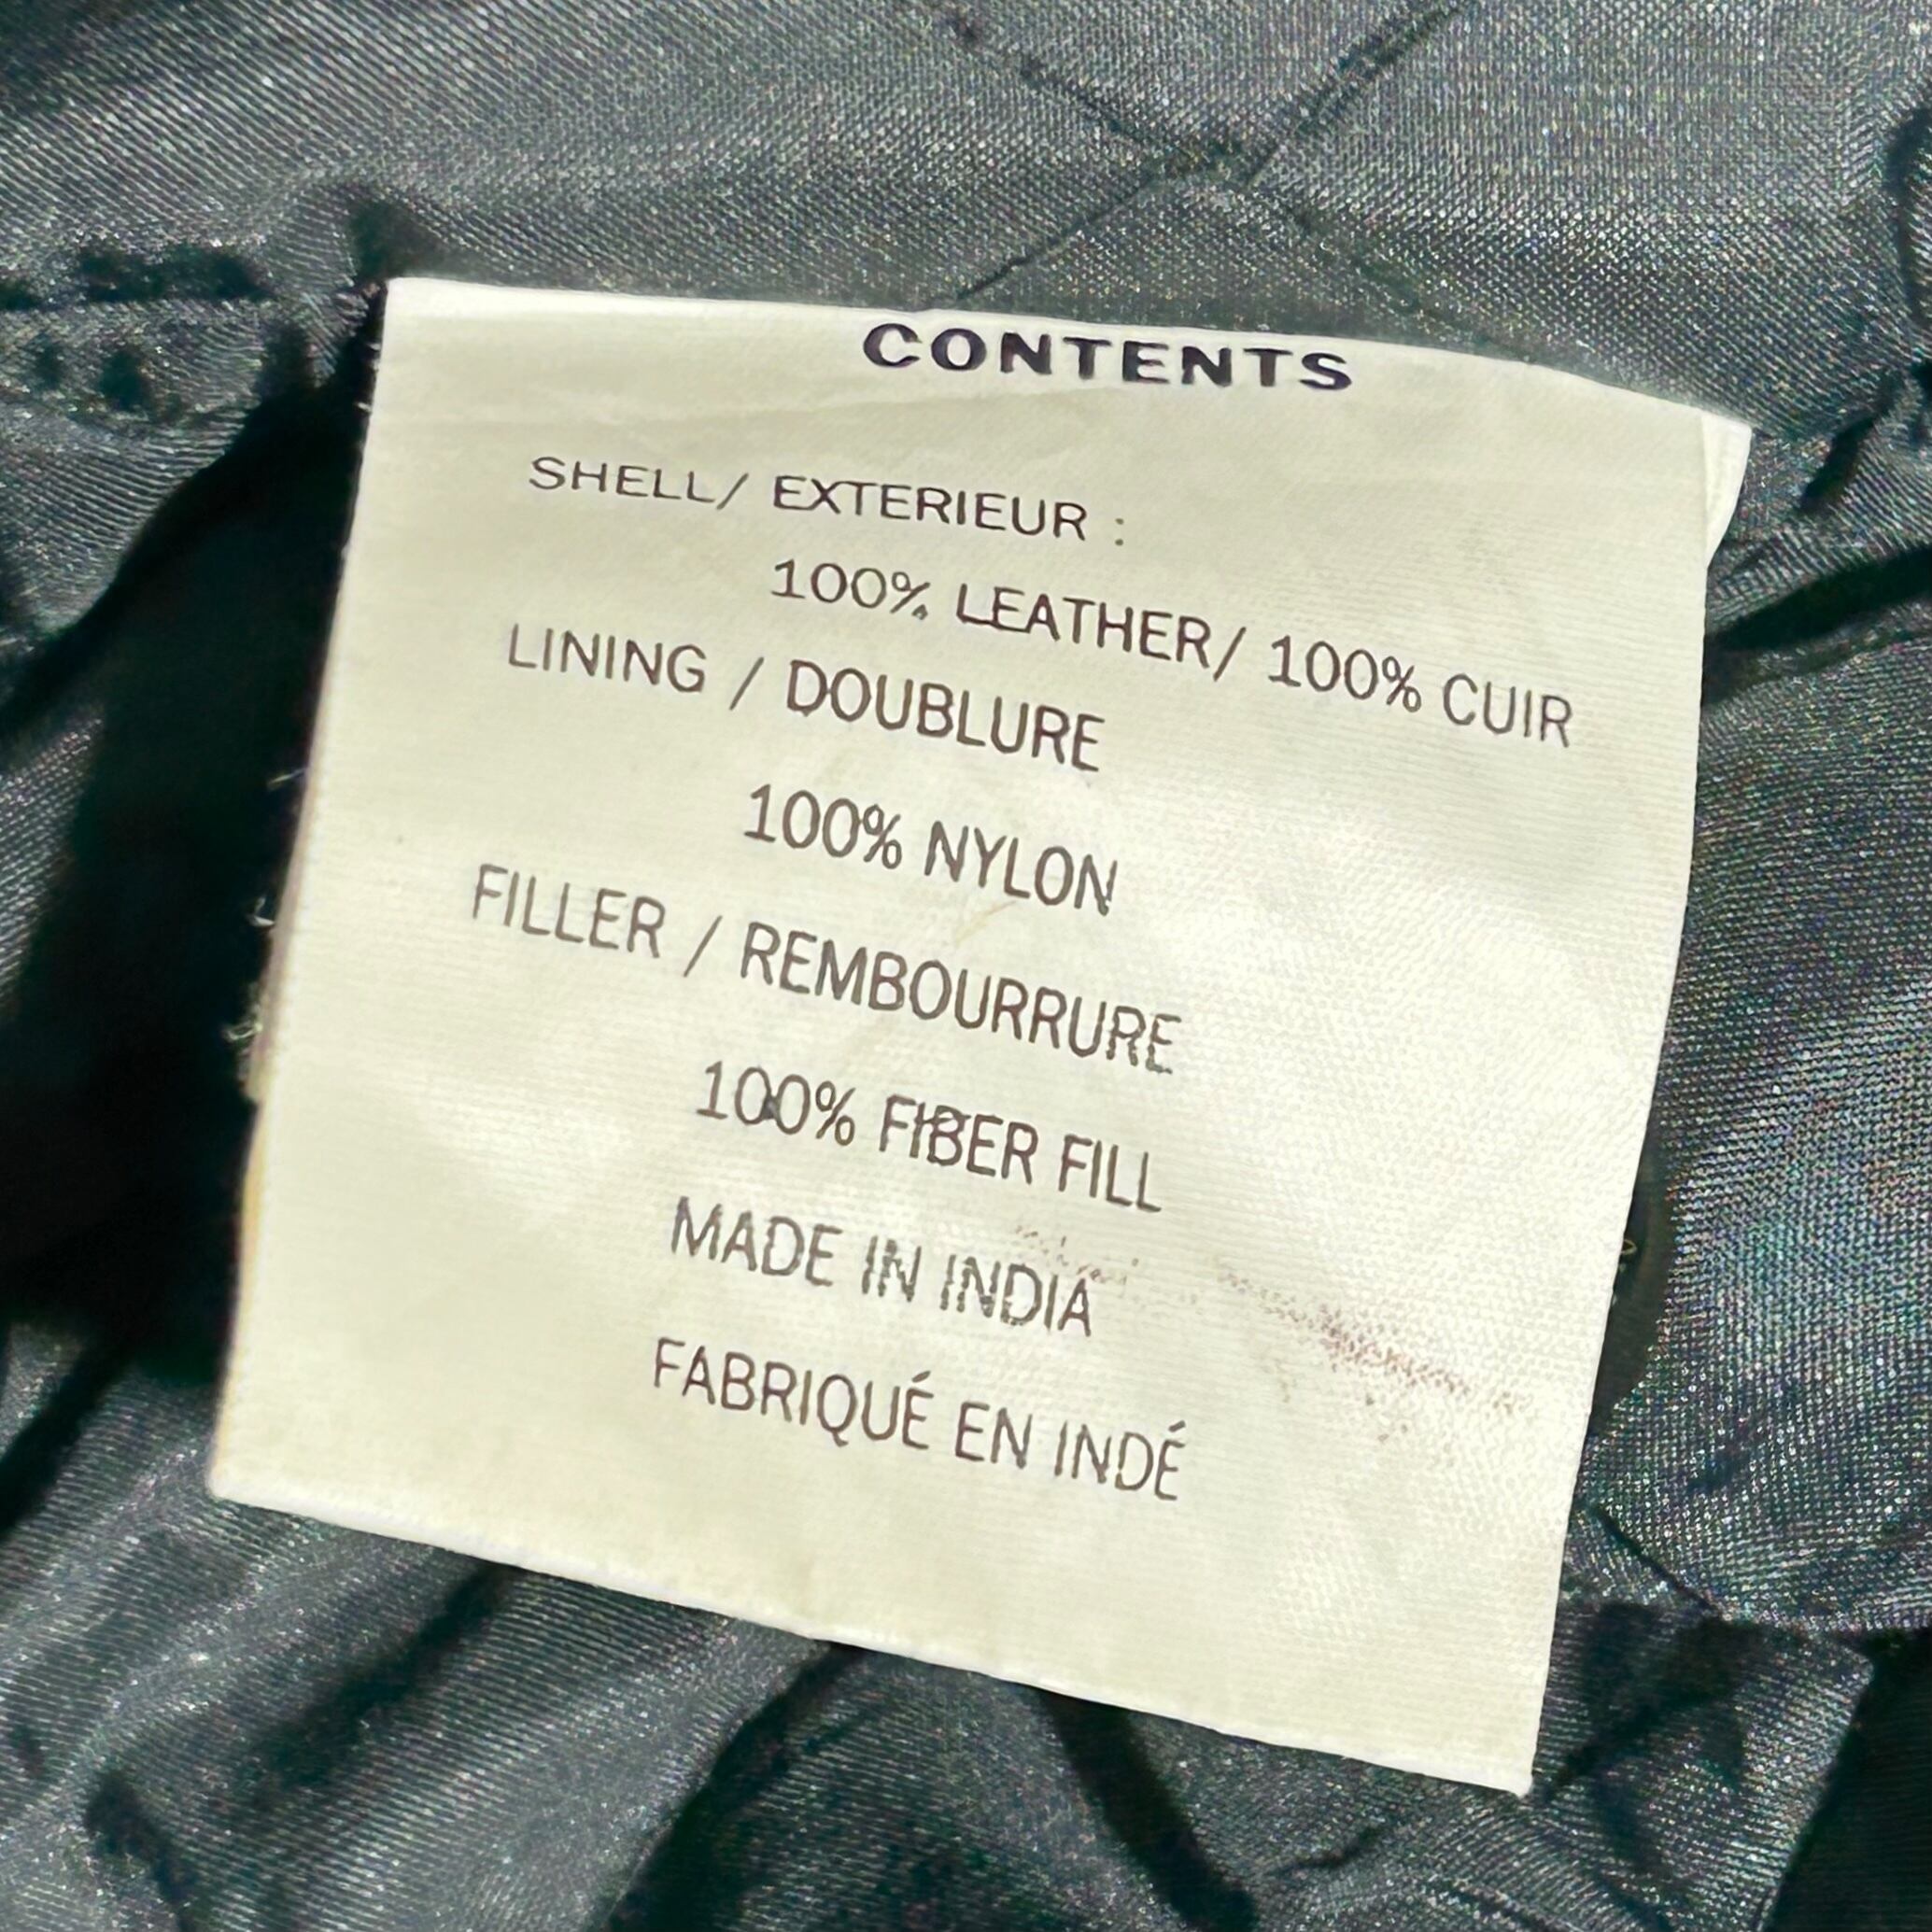 CONTENTS
SHELL/ EXTERIEUR :
100% LEATHER/ 100% CUIR
LINING / DOUBLURE
100% NYLON
FILLER / REMBOURRURE
100% FIBER FILL
MADE IN INDIA
FABRIQUÉ EN INDÉ